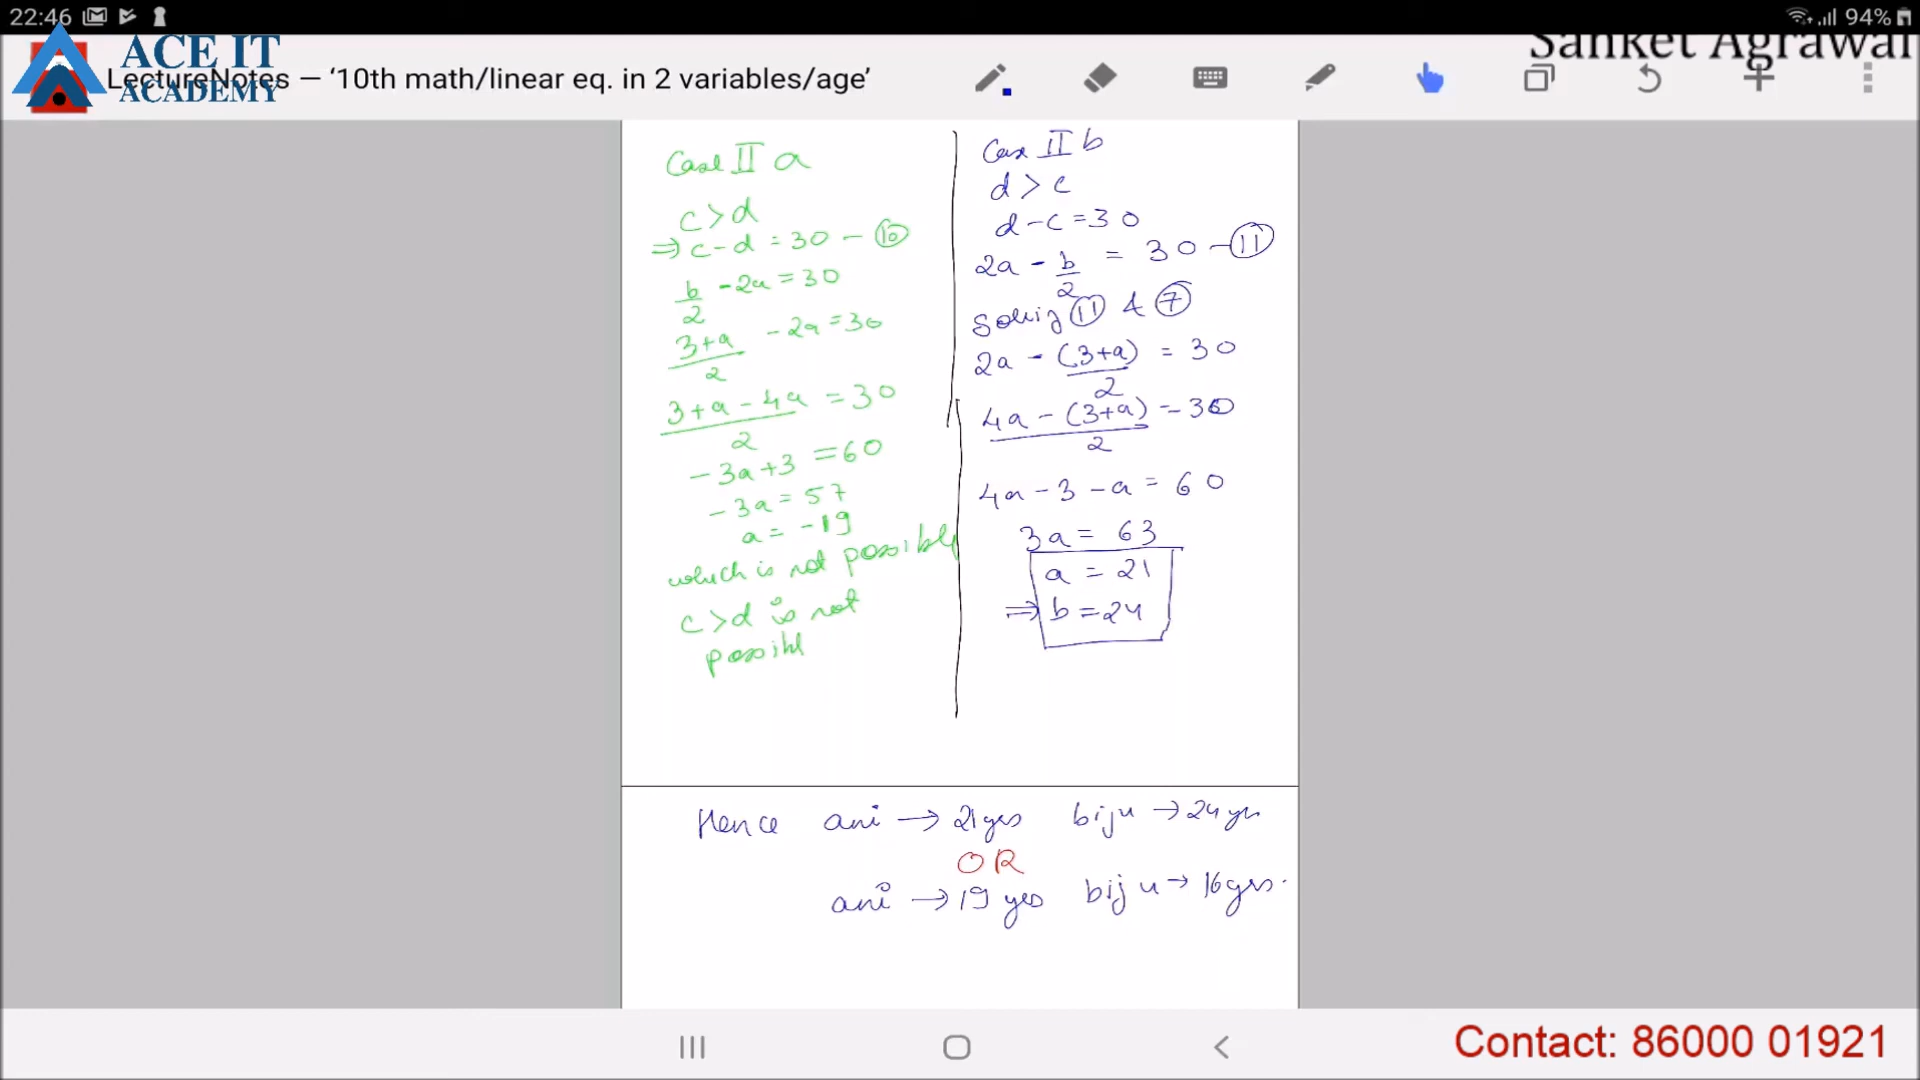 22:46
94%
ACE IT
ACADEMY
Sanket Agrawal
LectureNotes — ‘10th math/linear eq. in 2 variables/age’
Case II a
c > d
⇒ c - d = 30 - ⑩
b/2 - 2a = 30
(3+a)/2 - 2a = 30
(3+a-4a)/2 = 30
-3a+3 = 60
-3a = 57
a = -19
which is not possible
c > d is not
possibl
Case II b
d > c
d - c = 30
2a - b/2 = 30 - ⑪
Solvig ⑪ & ⑦
2a - (3+a)/2 = 30
(4a - (3+a))/2 = 30
4a - 3 - a = 60
3a = 63
a = 21
⇒ b = 24
Hence ani → 21 yes biju → 24 yrs
OR
ani → 19 yes biju → 16 yrs.
Contact: 86000 01921